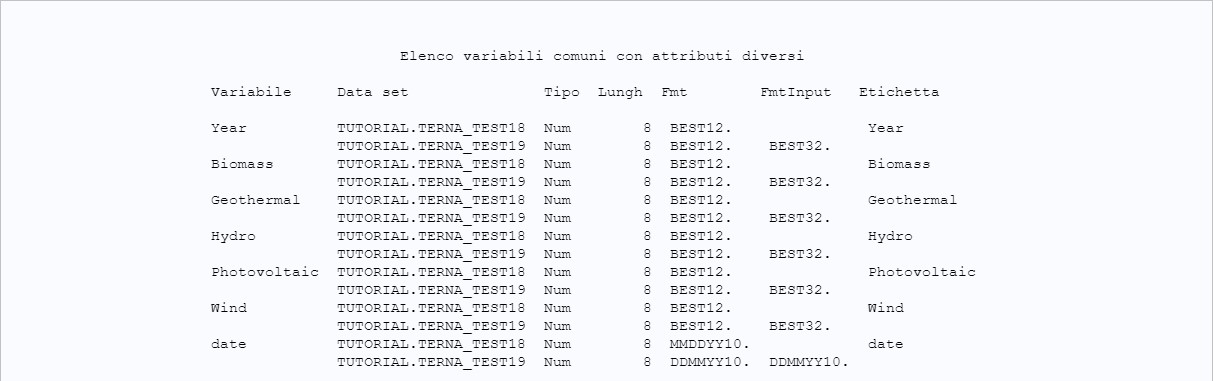 Elenco variabili comuni con attributi diversi
Variabile Data set Tipo Lungh Fmt FmtInput Etichetta
Year TUTORIAL.TERNA_TEST18 Num 8 BEST12. Year
TUTORIAL.TERNA_TEST19 Num 8 BEST12. BEST32.
Biomass TUTORIAL.TERNA_TEST18 Num 8 BEST12. Biomass
TUTORIAL.TERNA_TEST19 Num 8 BEST12. BEST32.
Geothermal TUTORIAL.TERNA_TEST18 Num 8 BEST12. Geothermal
TUTORIAL.TERNA_TEST19 Num 8 BEST12. BEST32.
Hydro TUTORIAL.TERNA_TEST18 Num 8 BEST12. Hydro
TUTORIAL.TERNA_TEST19 Num 8 BEST12. BEST32.
Photovoltaic TUTORIAL.TERNA_TEST18 Num 8 BEST12. Photovoltaic
TUTORIAL.TERNA_TEST19 Num 8 BEST12. BEST32.
Wind TUTORIAL.TERNA_TEST18 Num 8 BEST12. Wind
TUTORIAL.TERNA_TEST19 Num 8 BEST12. BEST32.
date TUTORIAL.TERNA_TEST18 Num 8 MMDDYY10. date
TUTORIAL.TERNA_TEST19 Num 8 DDMMYY10. DDMMYY10.